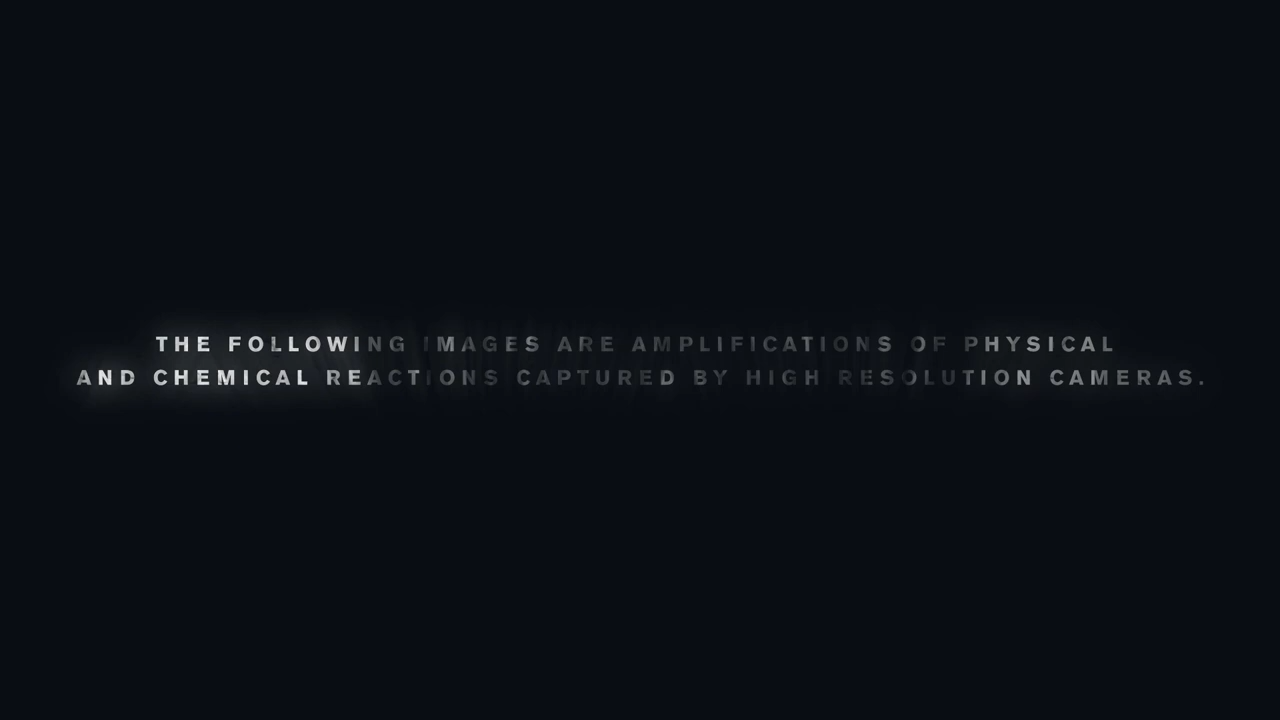 THE FOLLOWING IMAGES ARE AMPLIFICATIONS OF PHYSICAL
AND CHEMICAL REACTIONS CAPTURED BY HIGH RESOLUTION CAMERAS.